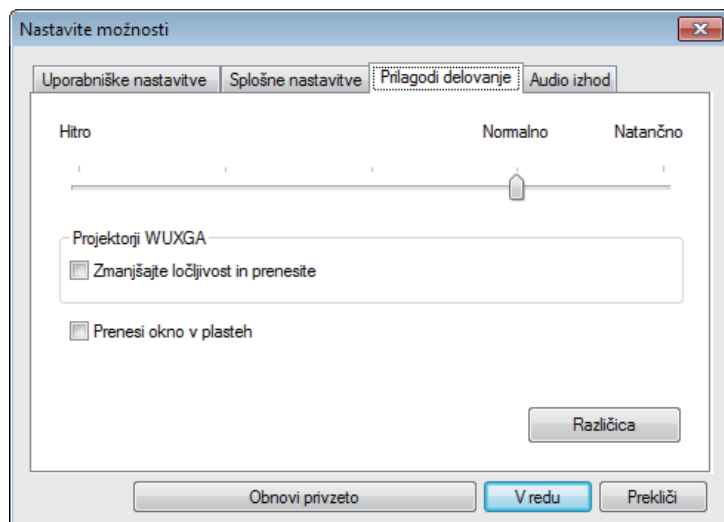 Nastavite možnosti
Uporabniške nastavitve Splošne nastavitve Prilagodi delovanje Audio izhod
Hitro Normalno Natančno
Projektorji WUXGA
Zmanjšajte ločljivost in prenesite
Prenesi okno v plasteh
Različica
Obnovi privzeto V redu Prekliči